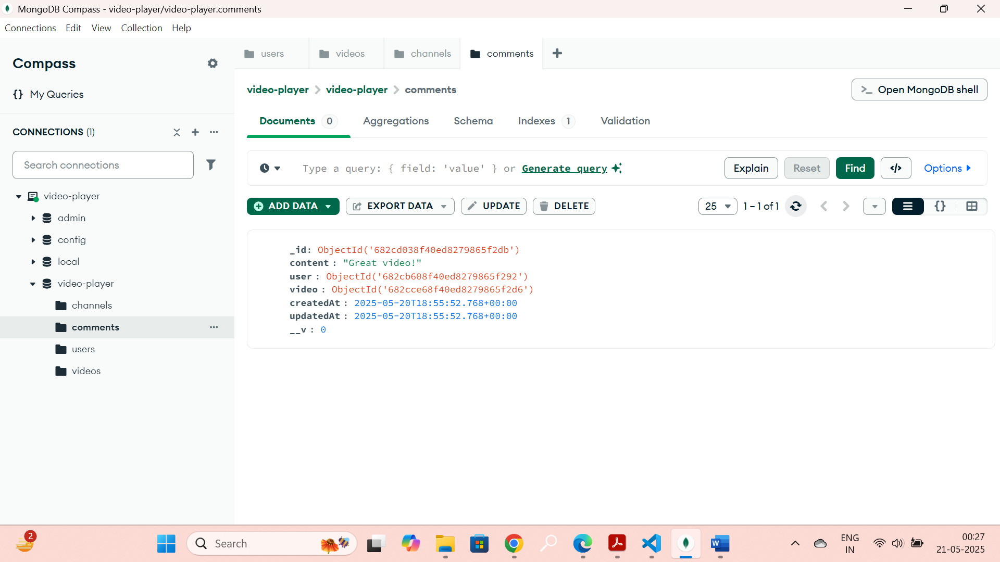 MongoDB Compass - video-player/video-player.comments
Connections Edit View Collection Help
Compass
{} My Queries
CONNECTIONS (1)
Search connections
video-player
admin
config
local
video-player
channels
comments
users
videos
users videos channels comments
video-player > video-player > comments
>_ Open MongoDB shell
Documents 0 Aggregations Schema Indexes 1 Validation
Type a query: { field: 'value' } or Generate query
Explain Reset Find </> Options
ADD DATA EXPORT DATA UPDATE DELETE
25 1 – 1 of 1 {}
_id: ObjectId('682cd038f40ed8279865f2db')
content : "Great video!"
user : ObjectId('682cb608f40ed8279865f292')
video : ObjectId('682cce68f40ed8279865f2d6')
createdAt : 2025-05-20T18:55:52.768+00:00
updatedAt : 2025-05-20T18:55:52.768+00:00
__v : 0
2
Search
W
ENG
IN
00:27
21-05-2025